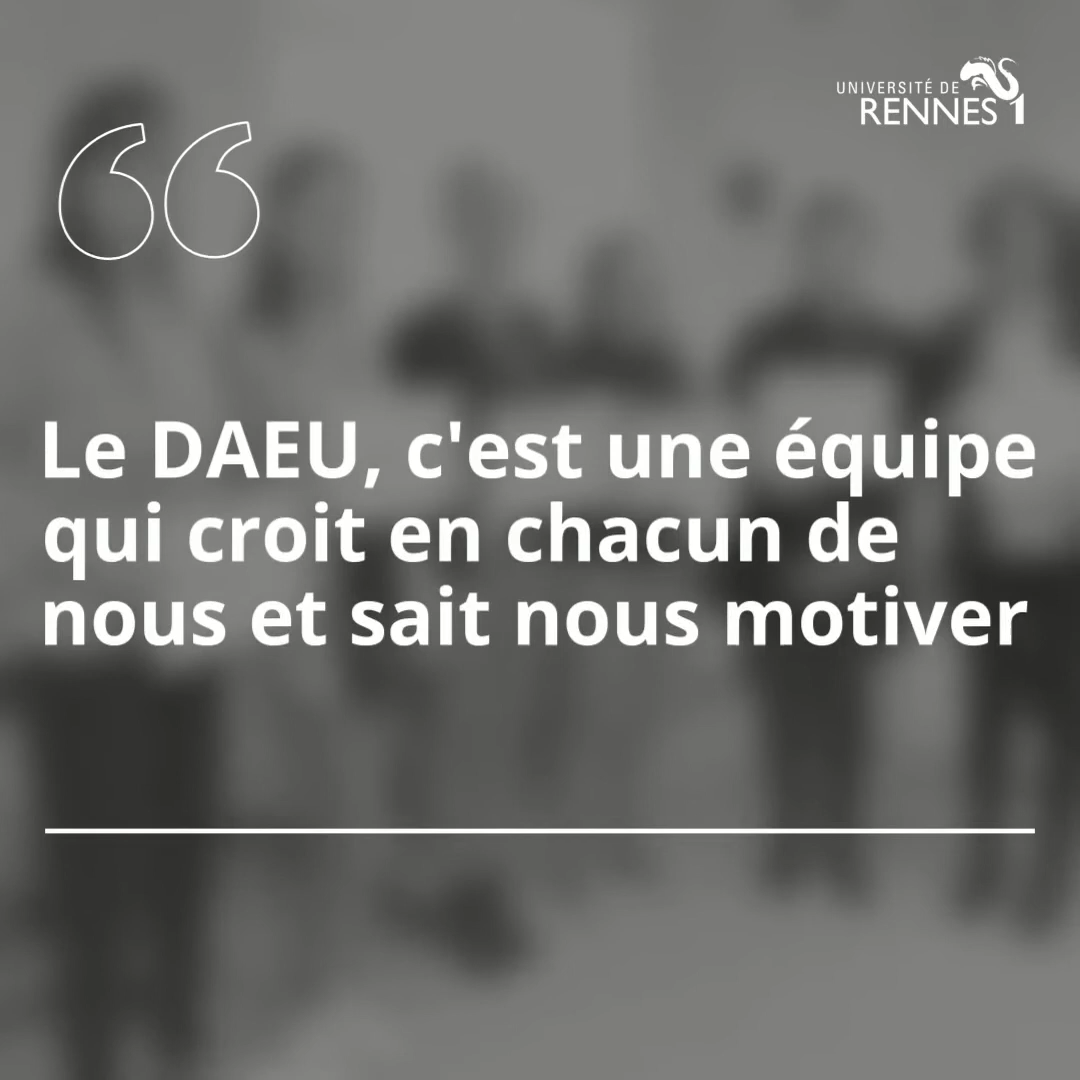 UNIVERSITÉ DE
RENNES 1
“
Le DAEU, c'est une équipe
qui croit en chacun de
nous et sait nous motiver